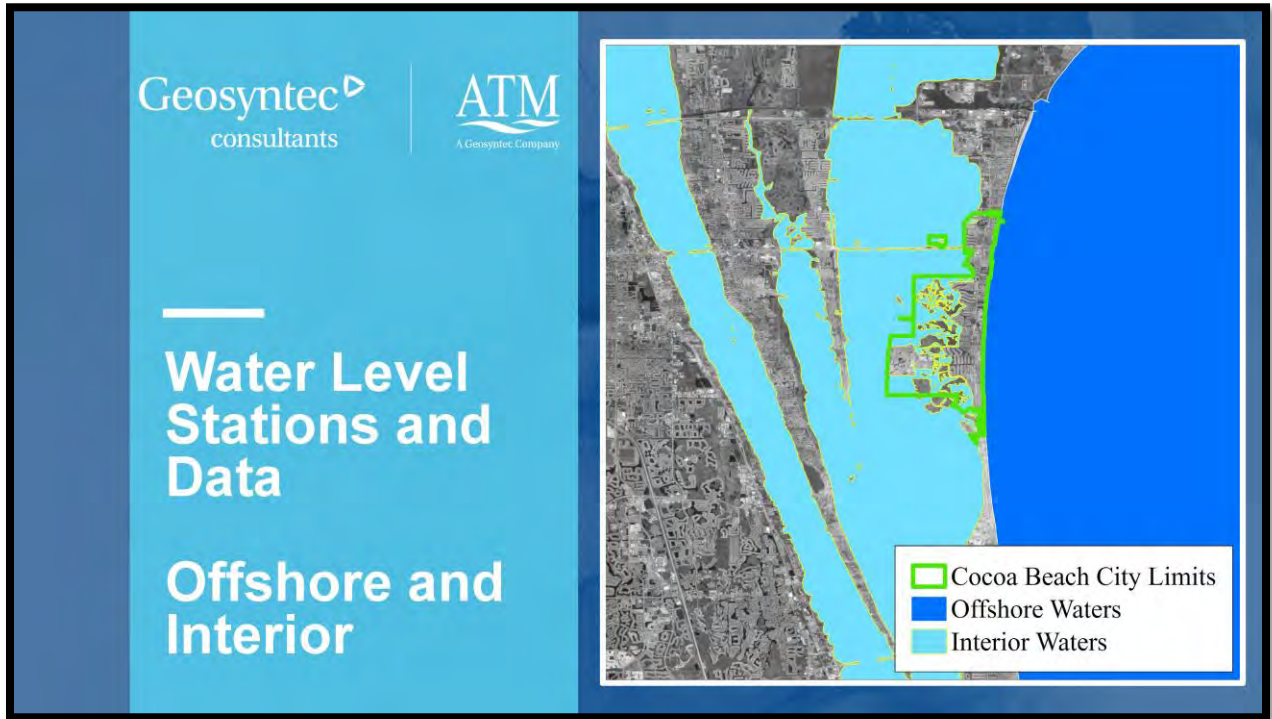 Geosyntec
consultants
ATM
A Geosyntec Company
Water Level
Stations and
Data
Offshore and
Interior
Cocoa Beach City Limits
Offshore Waters
Interior Waters